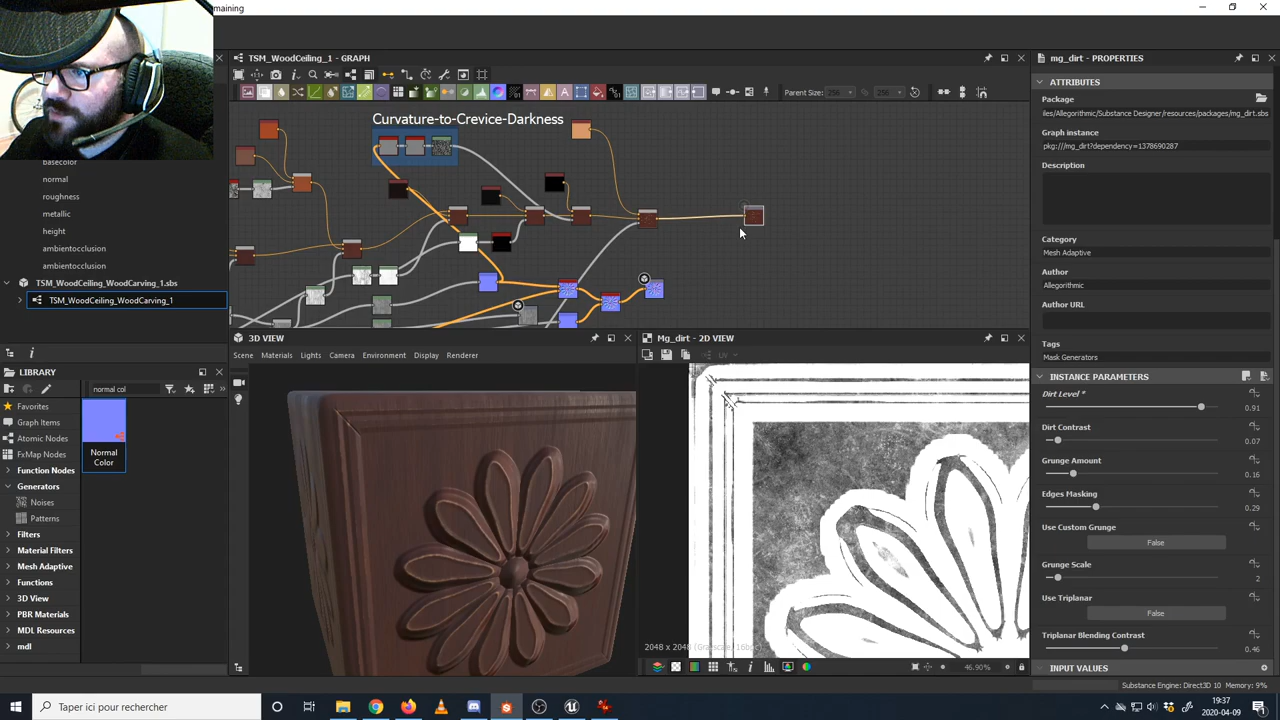 remaining
TSM_WoodCeiling_1 - GRAPH
Parent Size: 256
256
Curvature-to-Crevice-Darkness
basecolor
normal
roughness
metallic
ambientocclusion
ambientocclusion
TSM_WoodCeiling_WoodCarving_1.sbs
TSM_WoodCeiling_WoodCarving_1
LIBRARY
normal col
Favorites
Graph Items
Atomic Nodes
FxMap Nodes
Function Nodes
Generators
Noises
Patterns
Filters
Material Filters
Mesh Adaptive
Functions
3D View
PBR Materials
MDL Resources
mdl
Normal
Color
3D VIEW
Scene Materials Lights Camera Environment Display Renderer
Mg_dirt - 2D VIEW
UV
2048 x 2048 (Grayscale, 16bpc)
46.90%
mg_dirt - PROPERTIES
ATTRIBUTES
Package
iles/Allegorithmic/Substance Designer/resources/packages/mg_dirt.sbs
Graph instance
pkg:///mg_dirt?dependency=1378690287
Description
Category
Mesh Adaptive
Author
Allegorithmic
Author URL
Tags
Mask Generators
INSTANCE PARAMETERS
Dirt Level *
0.91
Dirt Contrast
0.07
Grunge Amount
0.16
Edges Masking
0.29
Use Custom Grunge
False
Grunge Scale
2
Use Triplanar
False
Triplanar Blending Contrast
0.46
INPUT VALUES
Substance Engine: Direct3D 10 Memory: 9%
Taper ici pour rechercher
19:37
2020-04-09